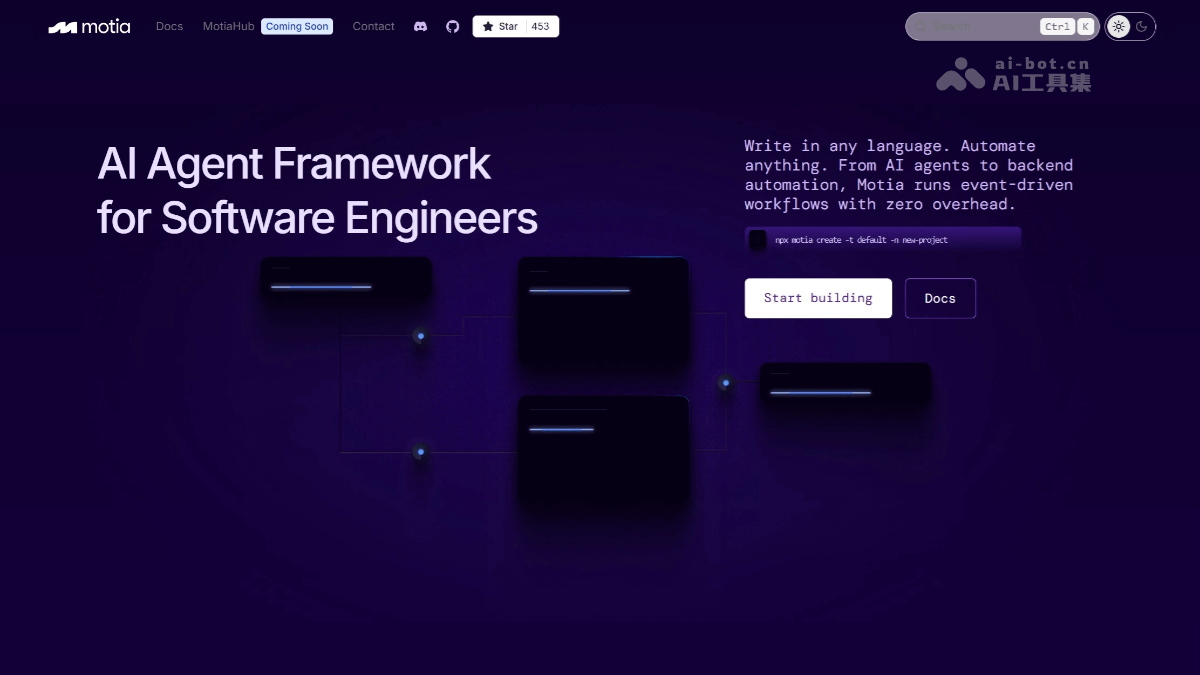 motia
Docs
MotiaHub
Coming Soon
Contact
Star
453
Search
Ctrl
K
ai-bot.cn
AI工具集
AI Agent Framework
for Software Engineers
Write in any language. Automate
anything. From AI agents to backend
automation, Motia runs event-driven
workflows with zero overhead.
npx motia create -t default -n new-project
Start building
Docs